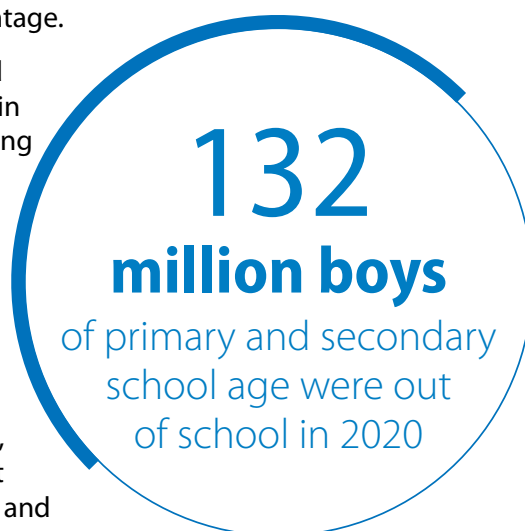 ntage.
in
ng
132
million boys
of primary and secondary
school age were out
of school in 2020
,
and